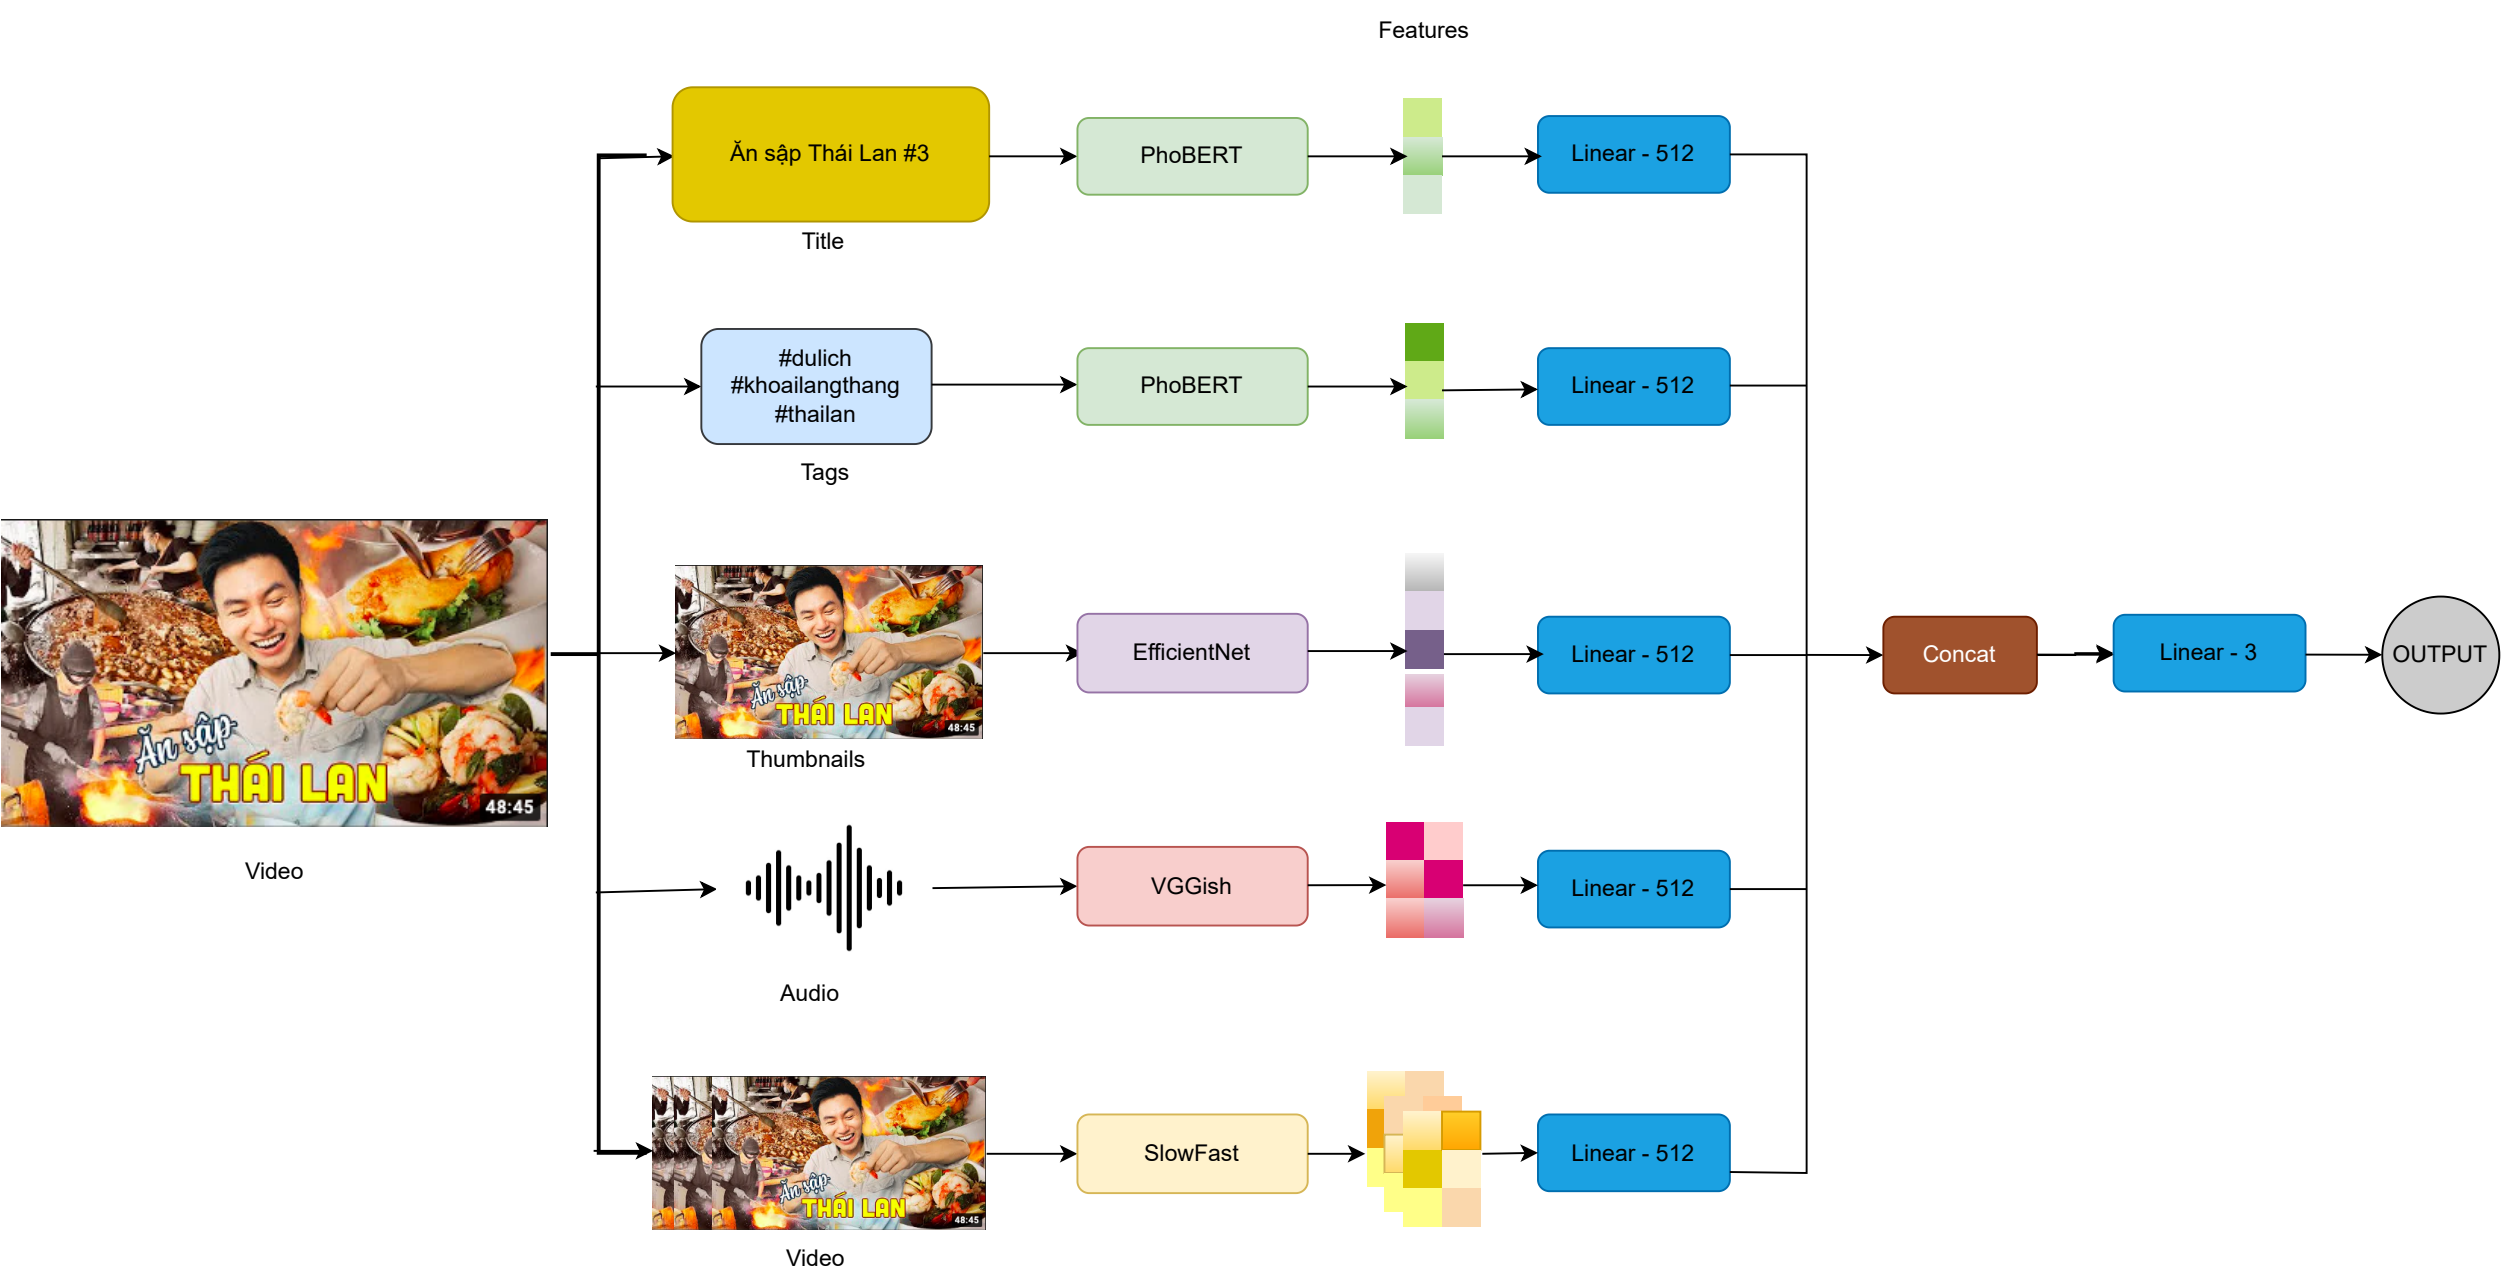 Features
Ăn sập Thái Lan #3
PhoBERT
Linear - 512
Title
#dulich
#khoailangthang
#thailan
PhoBERT
Linear - 512
Tags
Ăn sập
THÁI LAN
48:45
Video
Ăn sập
THÁI LAN
48:45
Thumbnails
EfficientNet
Linear - 512
Concat
Linear - 3
OUTPUT
VGGish
Linear - 512
Audio
Ăn sập
THÁI LAN
48:45
Video
SlowFast
Linear - 512